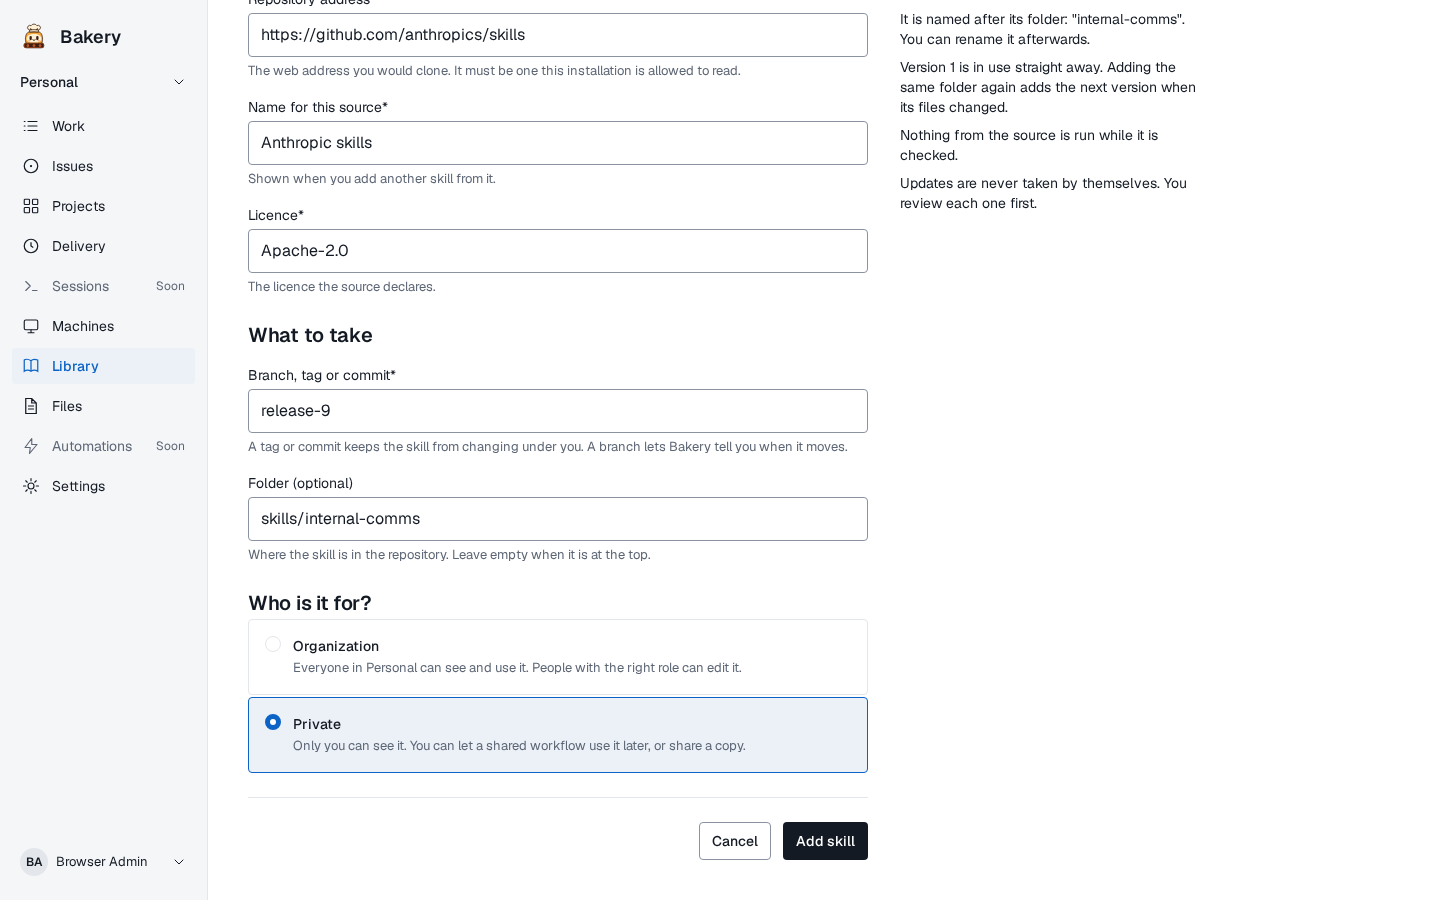 Bakery
Personal
Work
Issues
Projects
Delivery
Sessions Soon
Machines
Library
Files
Automations Soon
Settings
BA Browser Admin
Repository address
https://github.com/anthropics/skills
The web address you would clone. It must be one this installation is allowed to read.
Name for this source*
Anthropic skills
Shown when you add another skill from it.
Licence*
Apache-2.0
The licence the source declares.
What to take
Branch, tag or commit*
release-9
A tag or commit keeps the skill from changing under you. A branch lets Bakery tell you when it moves.
Folder (optional)
skills/internal-comms
Where the skill is in the repository. Leave empty when it is at the top.
Who is it for?
Organization
Everyone in Personal can see and use it. People with the right role can edit it.
Private
Only you can see it. You can let a shared workflow use it later, or share a copy.
Cancel
Add skill
It is named after its folder: "internal-comms".
You can rename it afterwards.
Version 1 is in use straight away. Adding the
same folder again adds the next version when
its files changed.
Nothing from the source is run while it is
checked.
Updates are never taken by themselves. You
review each one first.